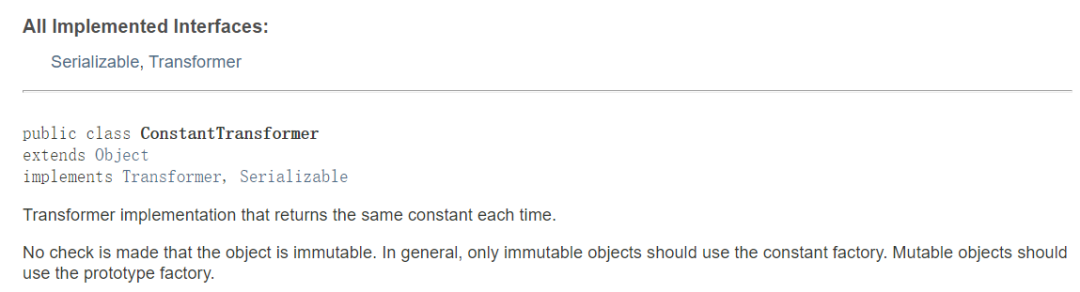 All Implemented Interfaces:
Serializable, Transformer
public class ConstantTransformer
extends Object
implements Transformer, Serializable
Transformer implementation that returns the same constant each time.
No check is made that the object is immutable. In general, only immutable objects should use the constant factory. Mutable objects should
use the prototype factory.